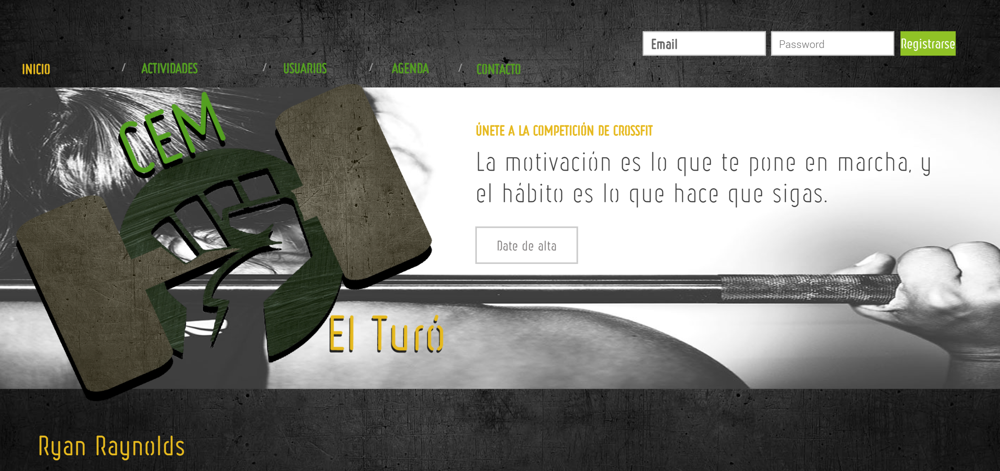 Email
Password
Registrarse
INICIO / ACTIVIDADES / USUARIOS / AGENDA / CONTACTO
CEM
El Turó
ÚNETE A LA COMPETICIÓN DE CROSSFIT
La motivación es lo que te pone en marcha, y
el hábito es lo que hace que sigas.
Date de alta
Ryan Raynolds